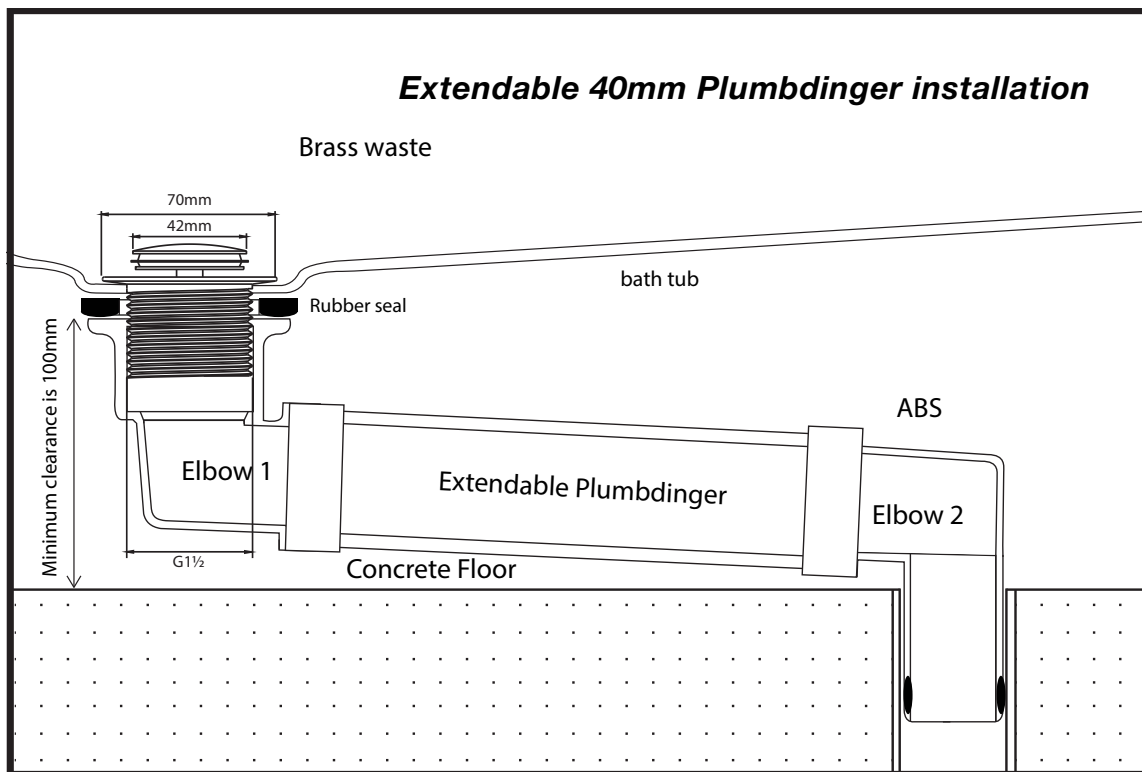 Extendable 40mm Plumbdinger installation
Brass waste
70mm
42mm
bath tub
Rubber seal
Minimum clearance is 100mm
ABS
Elbow 1
Extendable Plumbdinger
Elbow 2
G1½
Concrete Floor